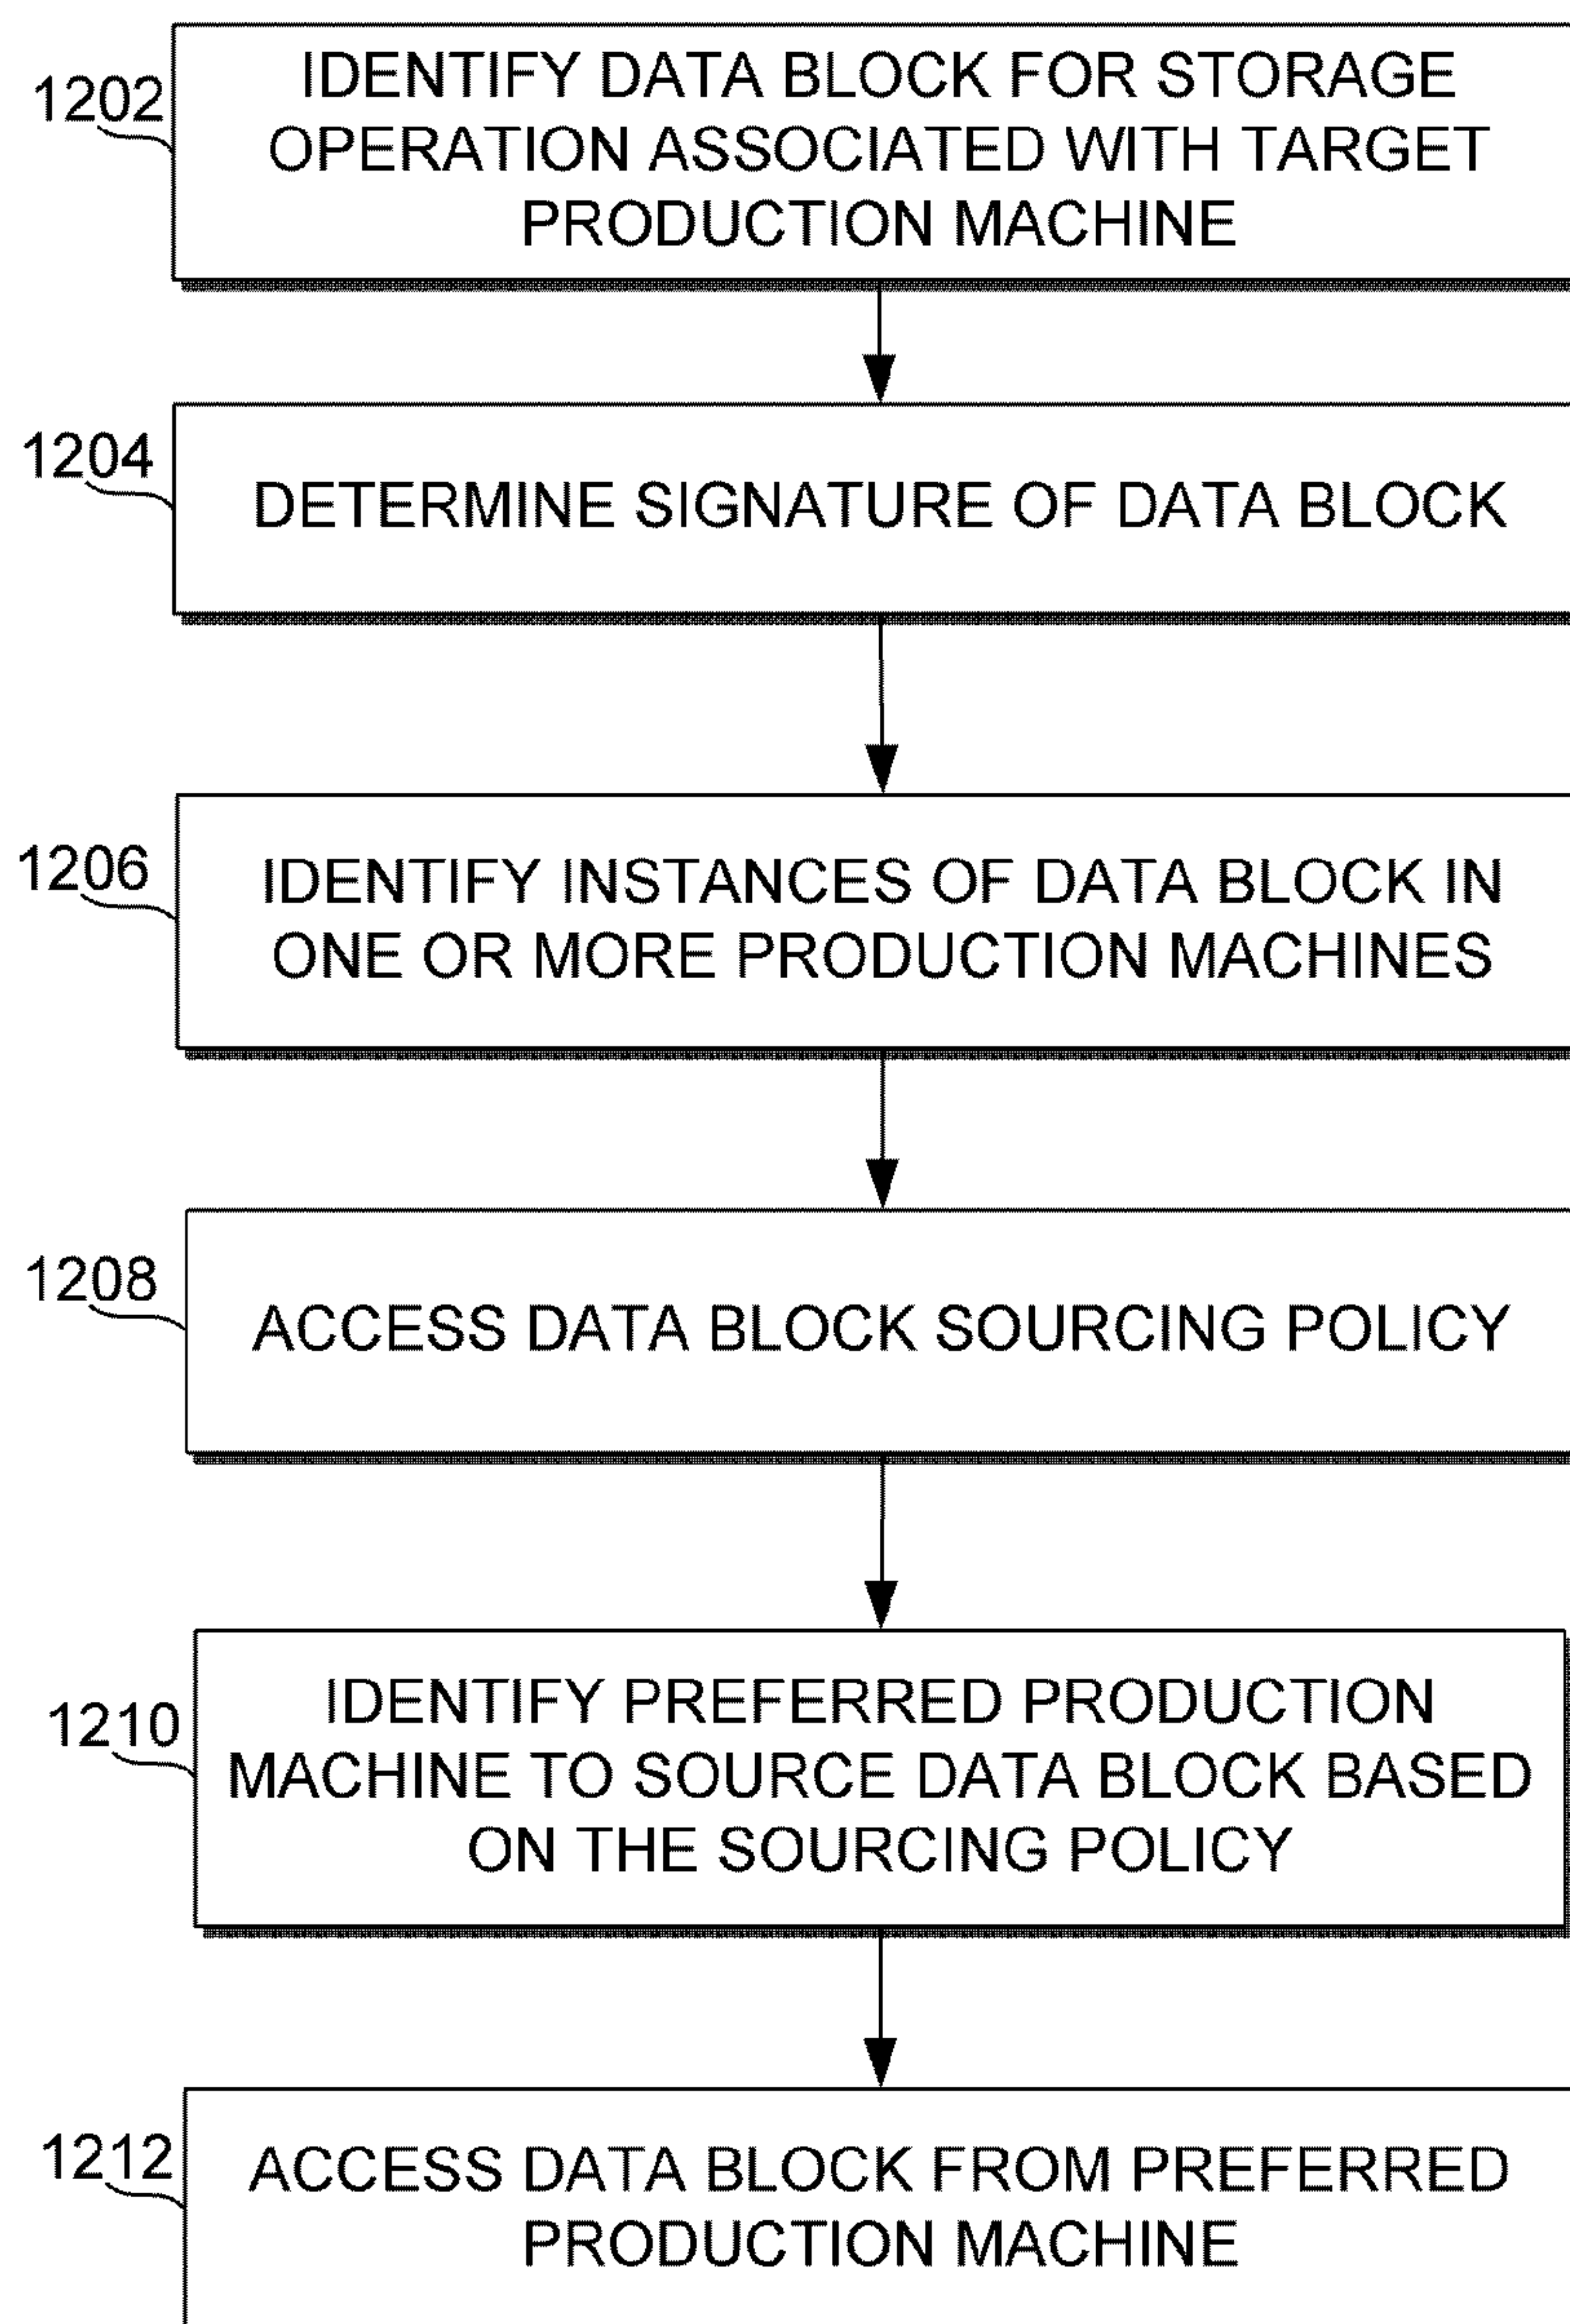 1202
IDENTIFY DATA BLOCK FOR STORAGE
OPERATION ASSOCIATED WITH TARGET
PRODUCTION MACHINE
1204
DETERMINE SIGNATURE OF DATA BLOCK
1206
IDENTIFY INSTANCES OF DATA BLOCK IN
ONE OR MORE PRODUCTION MACHINES
1208
ACCESS DATA BLOCK SOURCING POLICY
1210
IDENTIFY PREFERRED PRODUCTION
MACHINE TO SOURCE DATA BLOCK BASED
ON THE SOURCING POLICY
1212
ACCESS DATA BLOCK FROM PREFERRED
PRODUCTION MACHINE